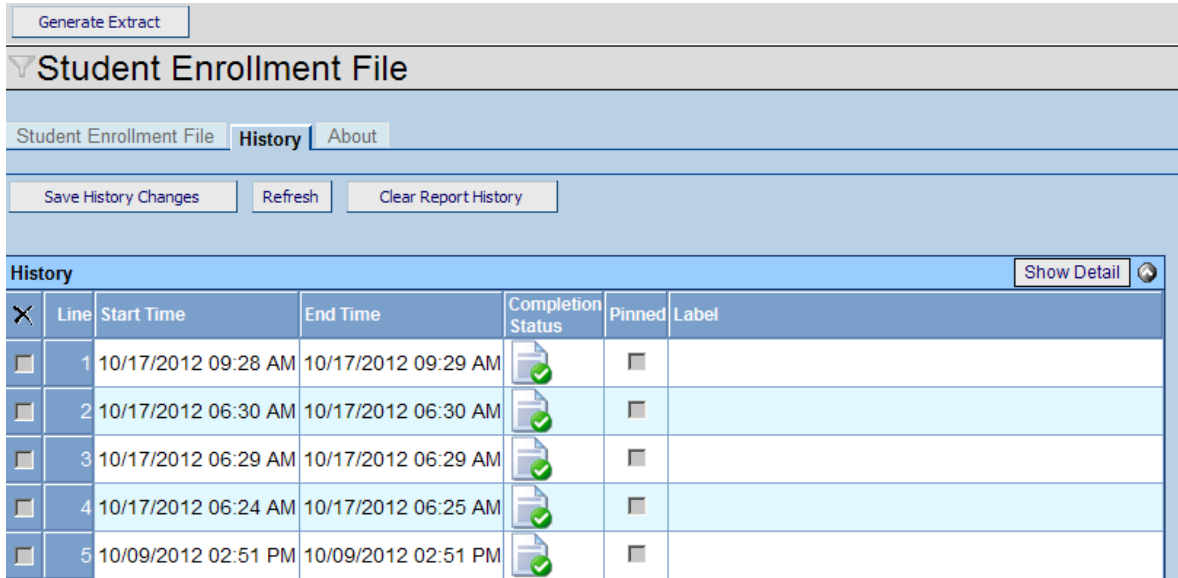 Generate Extract
Student Enrollment File
Student Enrollment File History About
Save History Changes Refresh Clear Report History
History Show Detail
Line Start Time End Time Completion Status Pinned Label
1 10/17/2012 09:28 AM 10/17/2012 09:29 AM
2 10/17/2012 06:30 AM 10/17/2012 06:30 AM
3 10/17/2012 06:29 AM 10/17/2012 06:29 AM
4 10/17/2012 06:24 AM 10/17/2012 06:25 AM
5 10/09/2012 02:51 PM 10/09/2012 02:51 PM